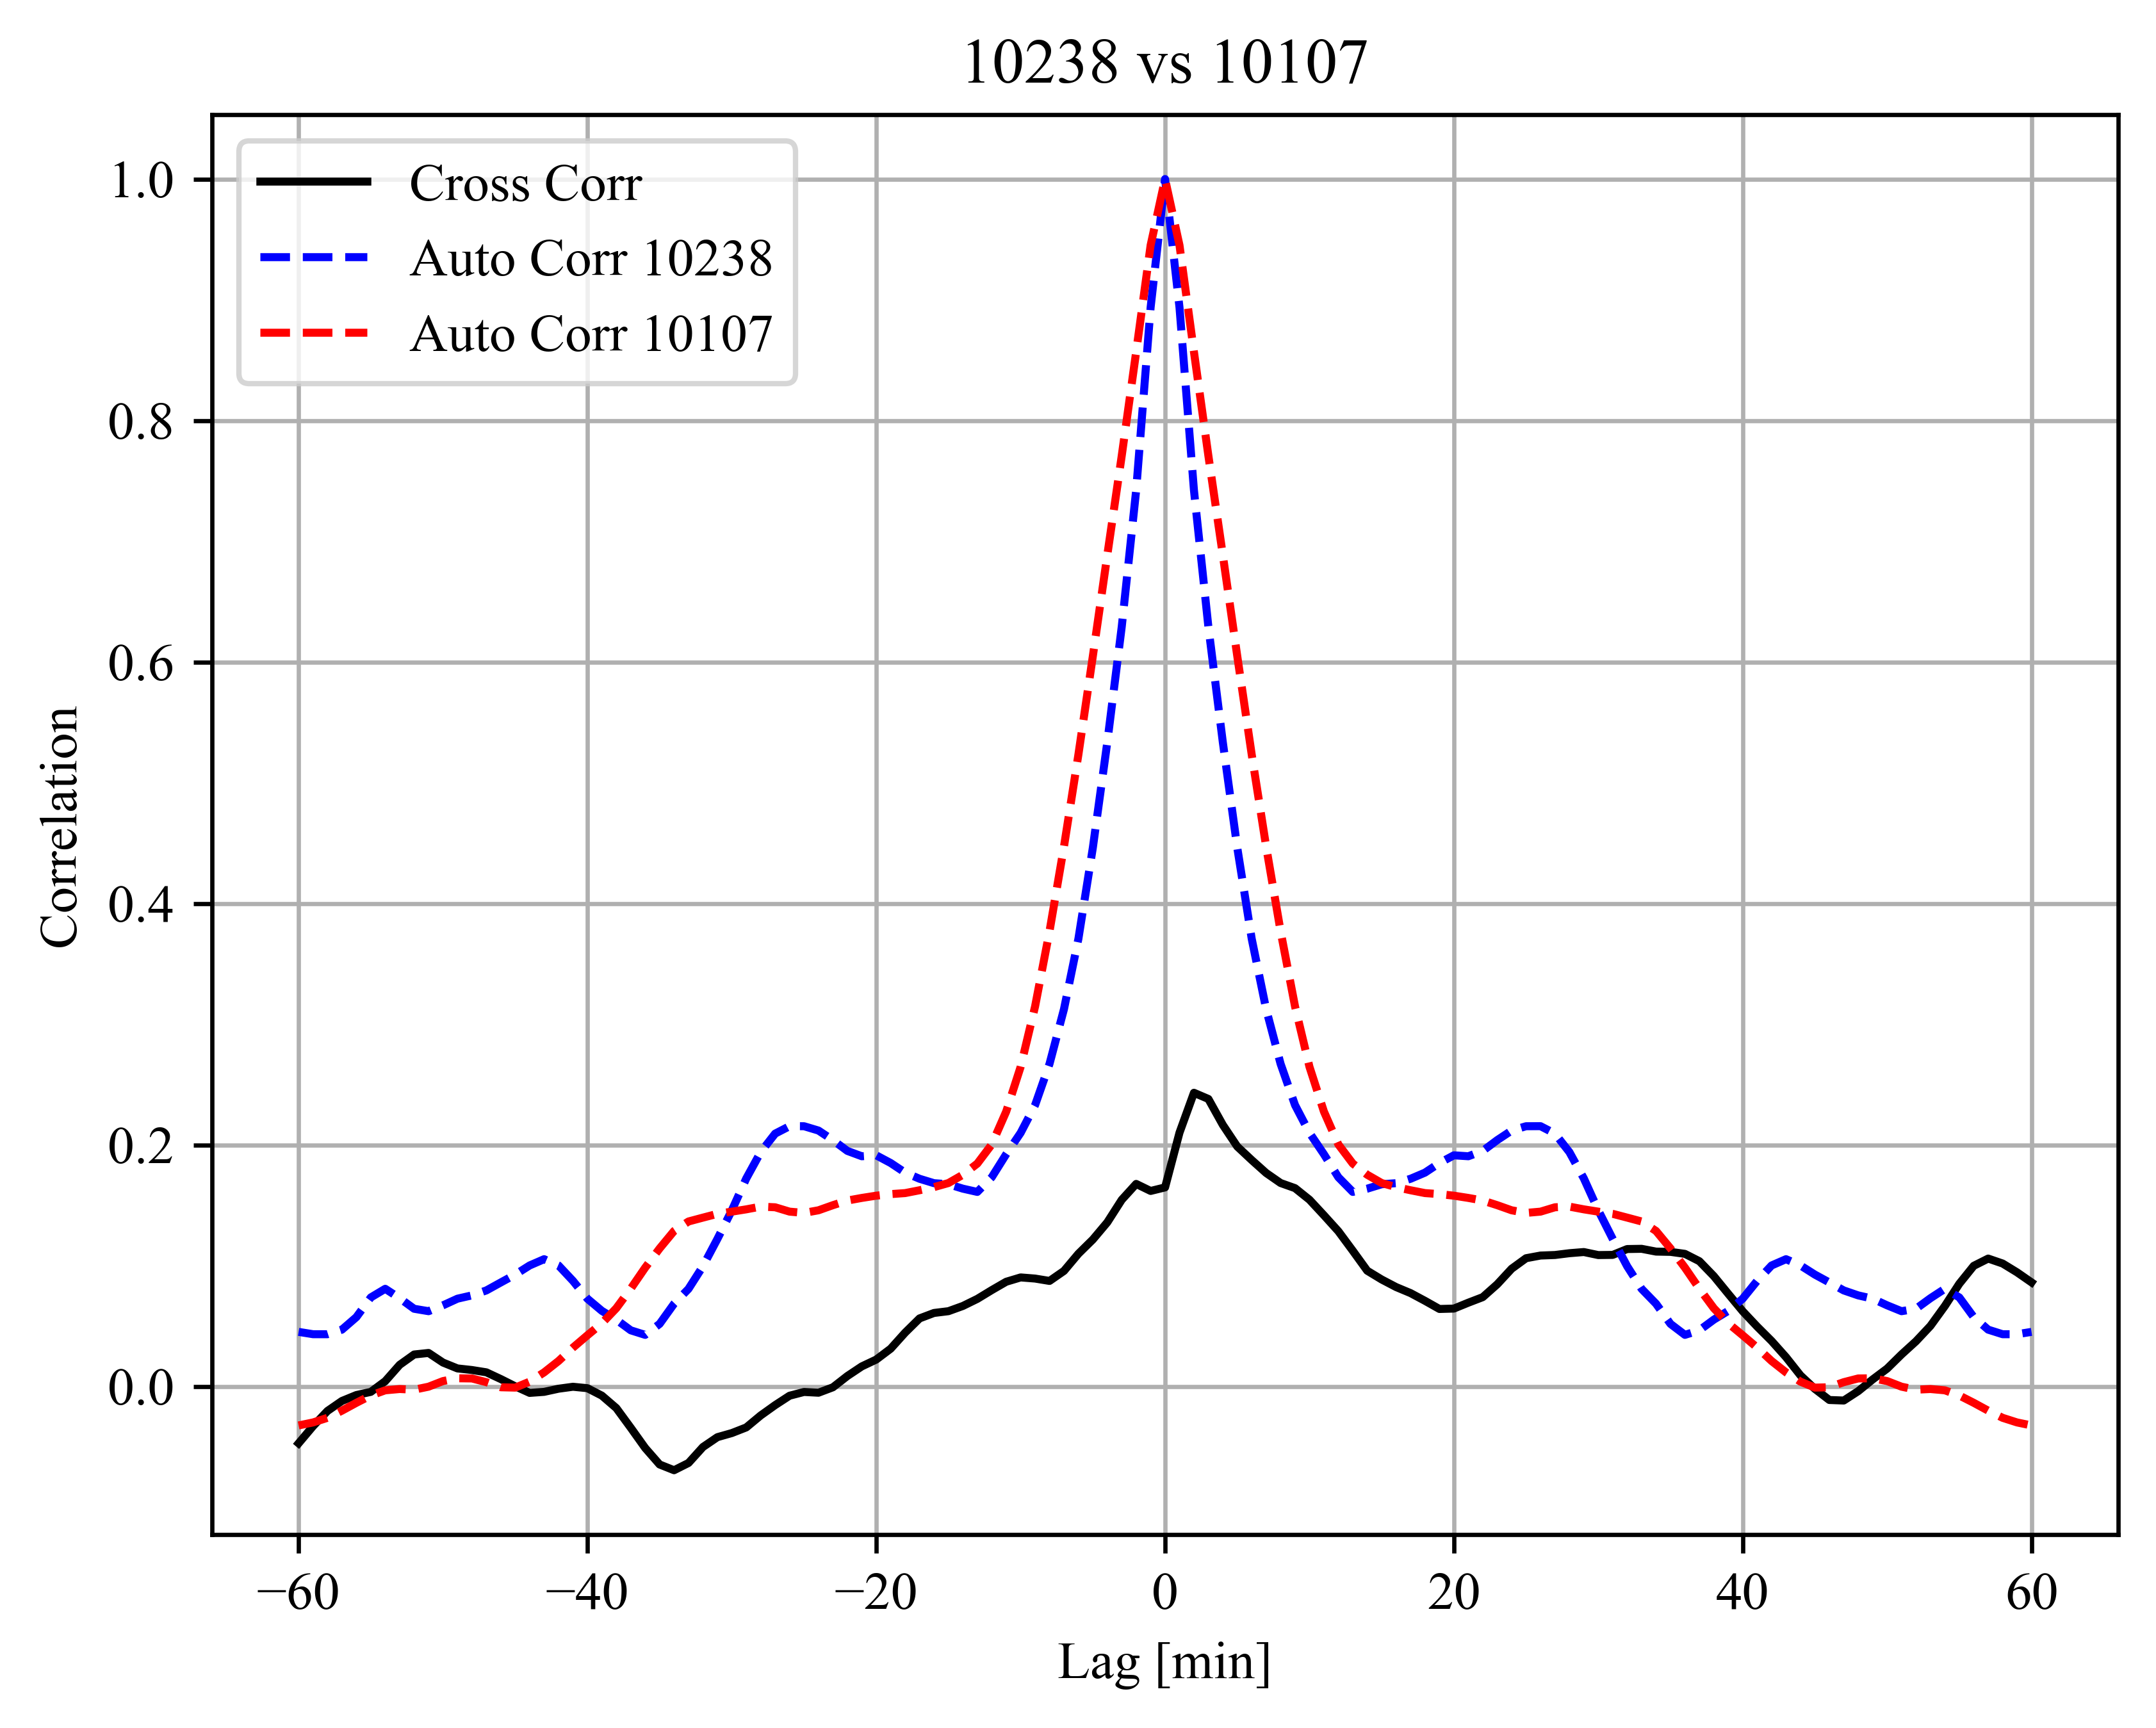 10238 vs 10107
Cross Corr
Auto Corr 10238
Auto Corr 10107
1.0
0.8
0.6
0.4
0.2
0.0
Correlation
−60
−40
−20
0
20
40
60
Lag [min]